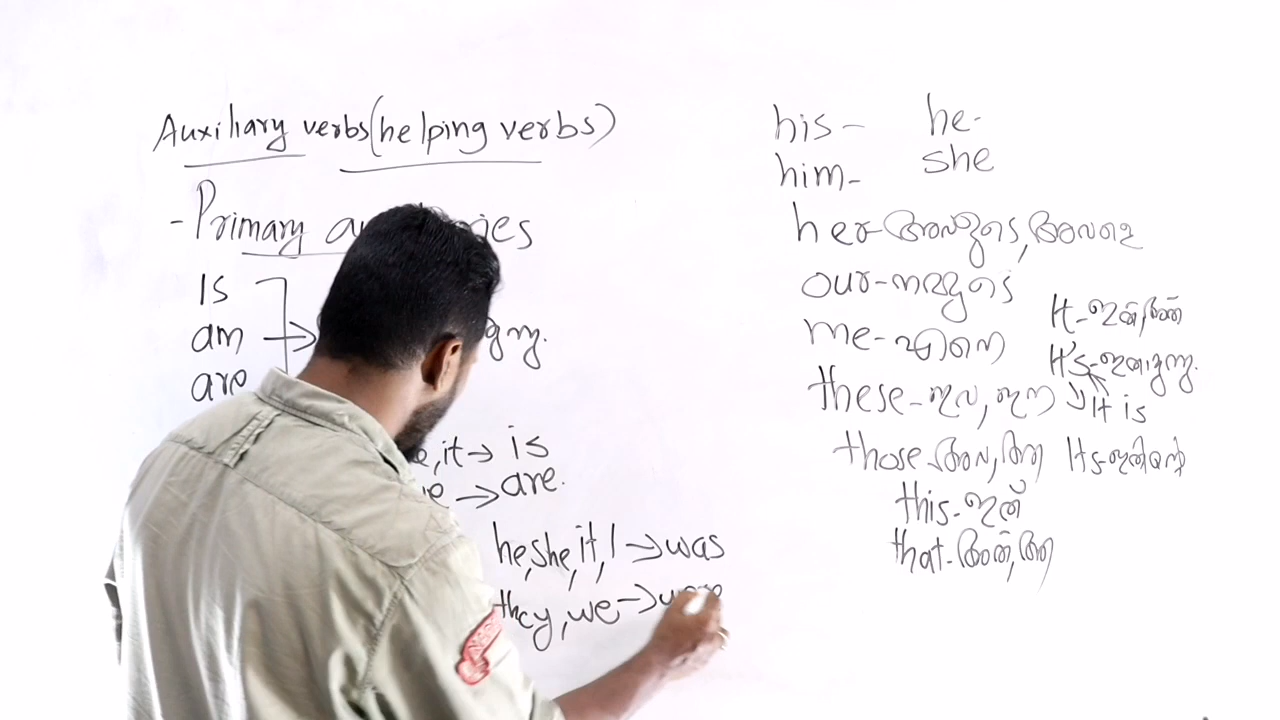 Auxiliary verbs (helping verbs)
- Primary
is
am →
are
it → is
→ are.
he, she, it, I → was
they, we →
his -
him -
he -
she
her - അവളുടെ, അവളെ
our - നമ്മുടെ
me - എന്നെ
these - ഇവ, ഈ
those - അവ, ആ
this - ഇത്
that - അത്, ആ
It - ഇത്, അത്
It's - ഇതാകുന്നു.
It is
Its - ഇതിന്റെ